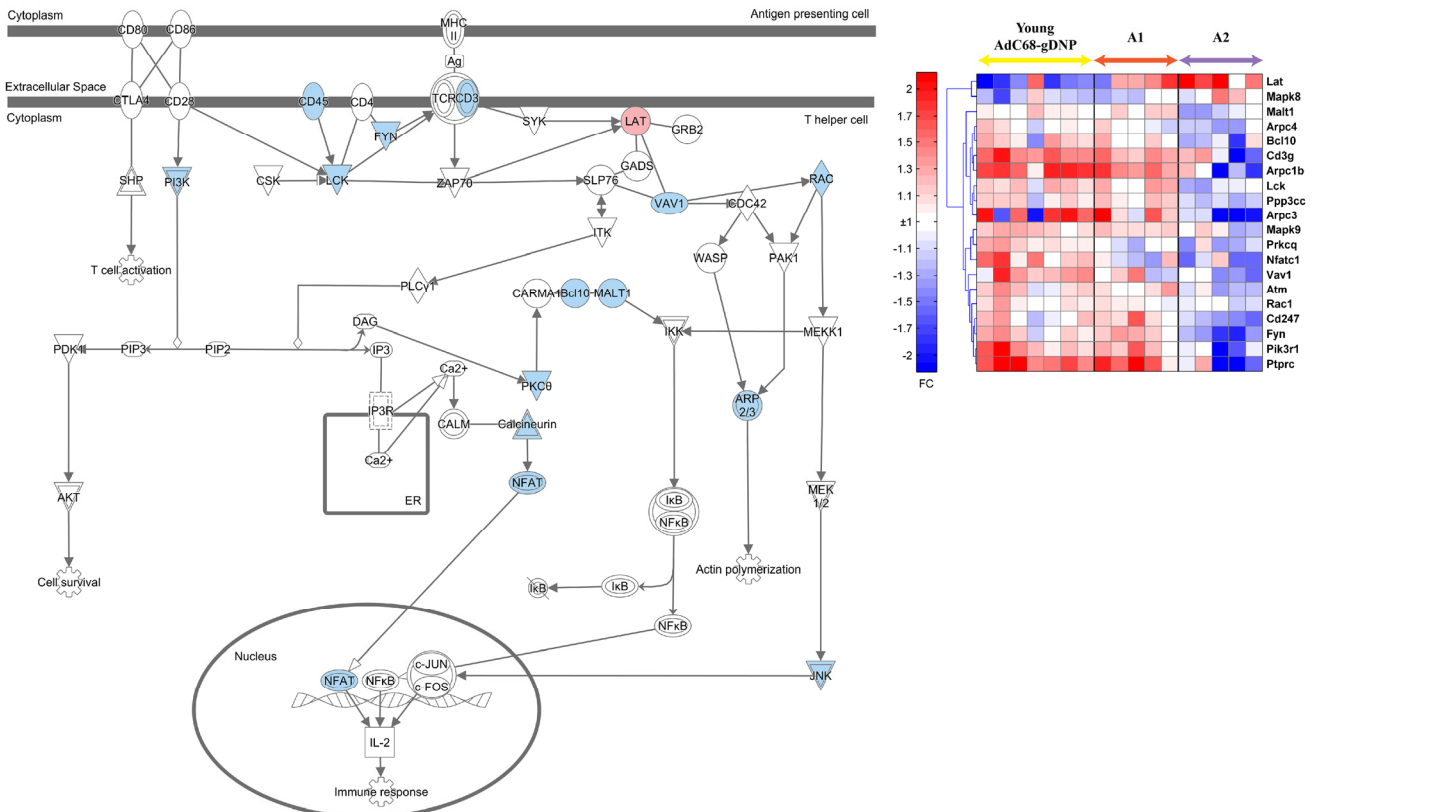 Cytoplasm
Antigen presenting cell
CD80
CD86
MHC
II
Ag
Extracellular Space
CTLA4
CD28
CD45
CD4
TCR
CD3
Cytoplasm
T helper cell
FYN
SYK
LAT
GRB2
GADS
SHP
PI3K
CSK
LCK
ZAP70
SLP76
RAC
VAV1
CDC42
ITK
WASP
PAK1
T cell activation
PLCγ1
CARMA1
Bcl10
MALT1
DAG
IKK
MEKK1
PDK1
PIP3
PIP2
IP3
Ca2+
PKCθ
IP3R
CALM
Calcineurin
ARP
2/3
Ca2+
ER
NFAT
AKT
MEK
1/2
IκB
NFκB
Cell survival
IκB
IκB
Actin polymerization
NFκB
Nucleus
c-JUN
c FOS
NFAT
NFκB
JNK
IL-2
Immune response
Young
AdC68-gDNP
A1
A2
2
1.7
1.5
1.3
1.1
±1
-1.1
-1.3
-1.5
-1.7
-2
FC
Lat
Mapk8
Malt1
Arpc4
Bcl10
Cd3g
Arpc1b
Lck
Ppp3cc
Arpc3
Mapk9
Prkcq
Nfatc1
Vav1
Atm
Rac1
Cd247
Fyn
Pik3r1
Ptprc